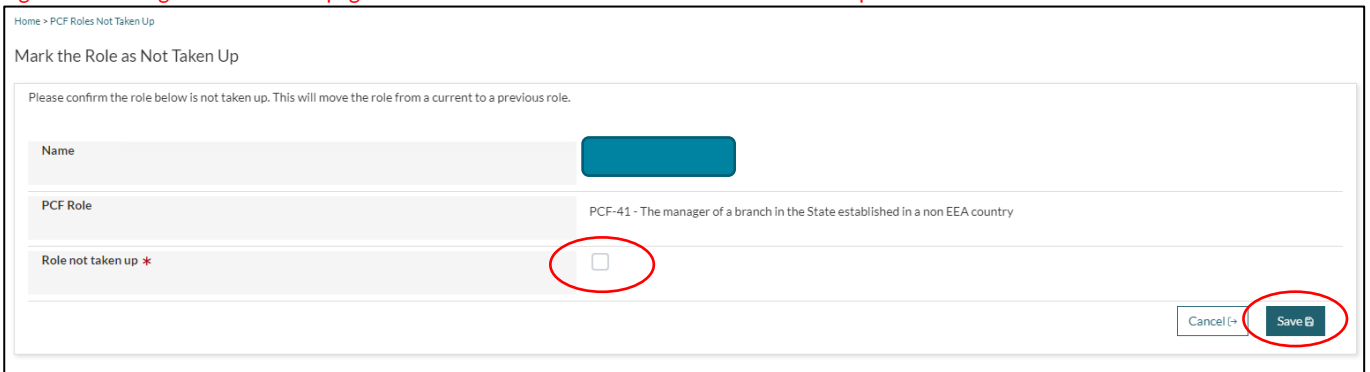 Home > PCF Roles Not Taken Up
Mark the Role as Not Taken Up
Please confirm the role below is not taken up. This will move the role from a current to a previous role.
Name
PCF Role
PCF-41 - The manager of a branch in the State established in a non EEA country
Role not taken up *
Cancel
Save